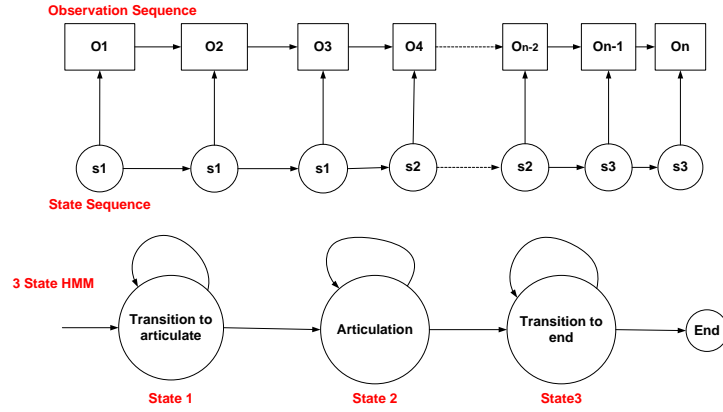 Observation Sequence
O1 O2 O3 O4 On-2 On-1 On
s1 s1 s1 s2 s2 s3 s3
State Sequence
3 State HMM
Transition to
articulate
Articulation
Transition to
end
End
State 1 State 2 State3